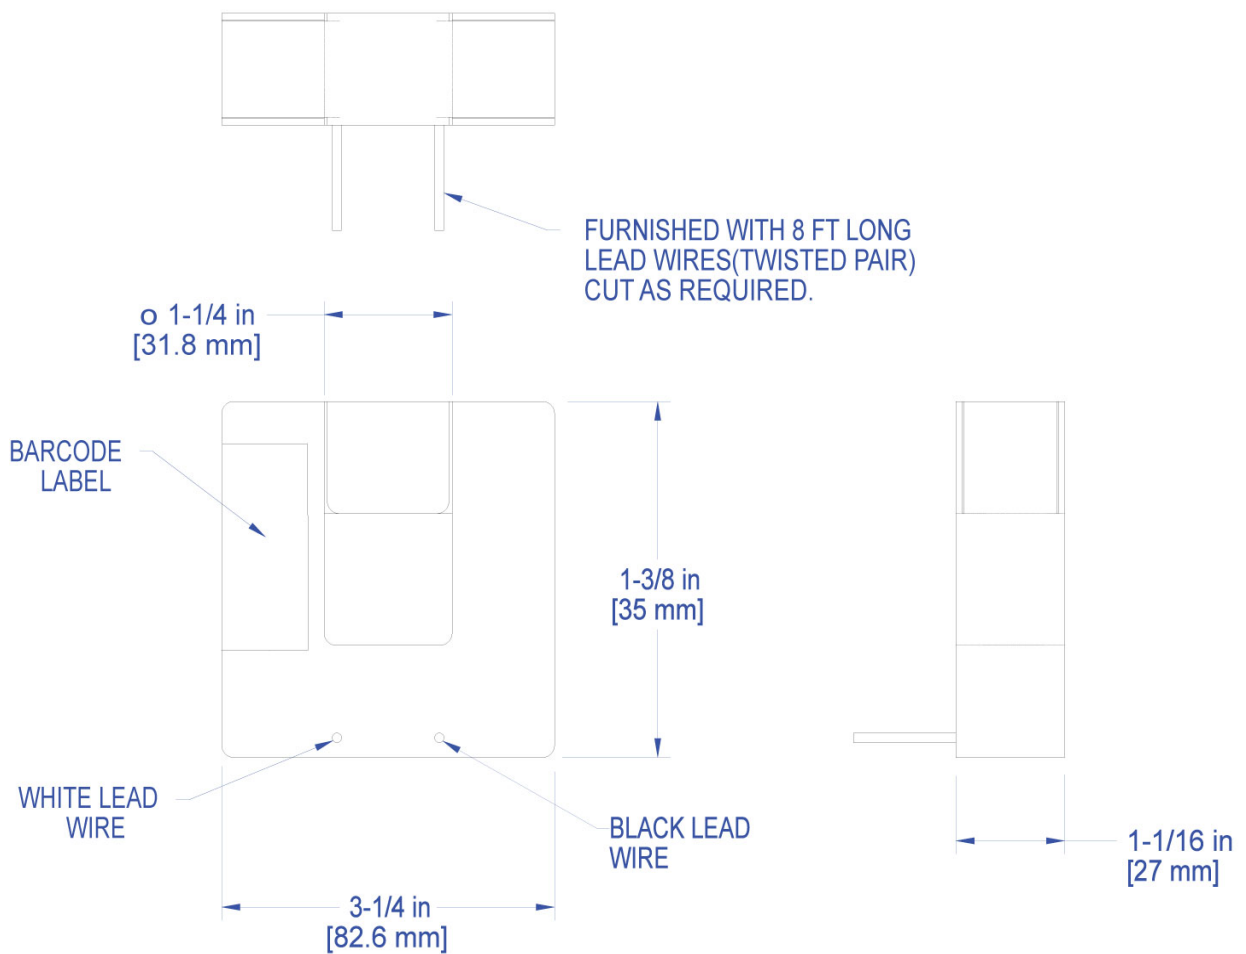 FURNISHED WITH 8 FT LONG
LEAD WIRES(TWISTED PAIR)
CUT AS REQUIRED.
o 1-1/4 in
[31.8 mm]
BARCODE
LABEL
1-3/8 in
[35 mm]
WHITE LEAD
WIRE
BLACK LEAD
WIRE
1-1/16 in
[27 mm]
3-1/4 in
[82.6 mm]